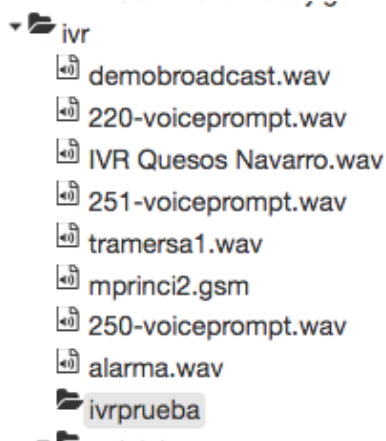 ivr
demobroadcast.wav
220-voiceprompt.wav
IVR Quesos Navarro.wav
251-voiceprompt.wav
tramersa1.wav
mprinci2.gsm
250-voiceprompt.wav
alarma.wav
ivrprueba